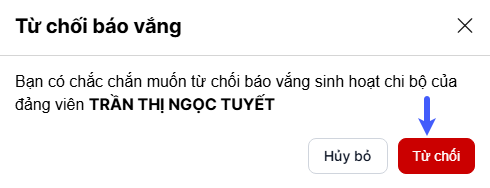 Từ chối báo vắng
Bạn có chắc chắn muốn từ chối báo vắng sinh hoạt chi bộ của
đảng viên TRẦN THỊ NGỌC TUYẾT
Hủy bỏ
Từ chối